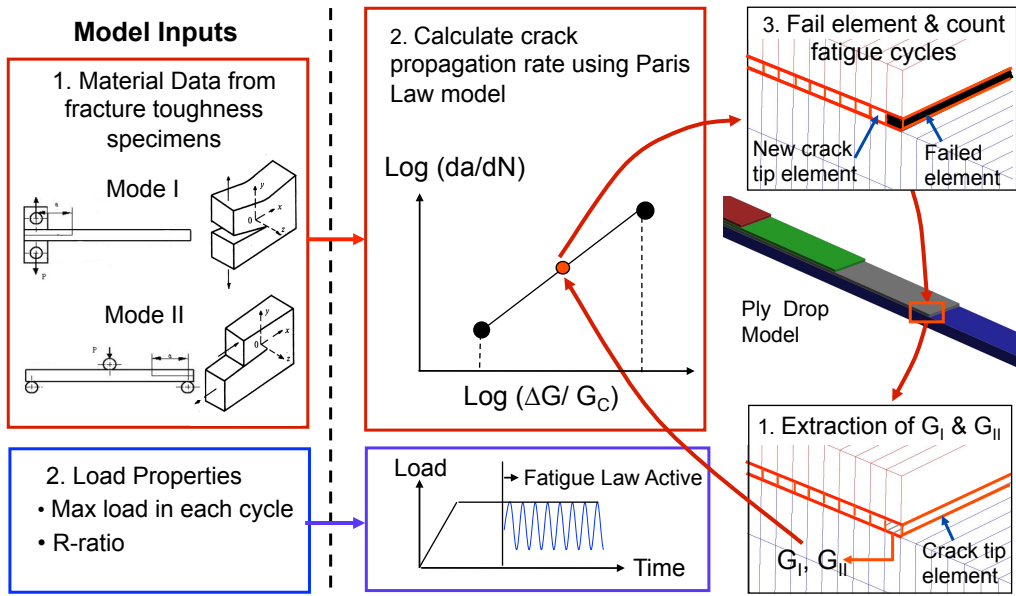 Model Inputs
1. Material Data from
fracture toughness
specimens
Mode I
a
P
y
x
0
z
Mode II
P
a
y
x
0
z
2. Load Properties
• Max load in each cycle
• R-ratio
2. Calculate crack
propagation rate using Paris
Law model
Log (da/dN)
Log (ΔG/ G_C)
Load
Fatigue Law Active
Time
3. Fail element & count
fatigue cycles
New crack
tip element
Failed
element
Ply Drop
Model
1. Extraction of G_I & G_II
G_I, G_II
Crack tip
element